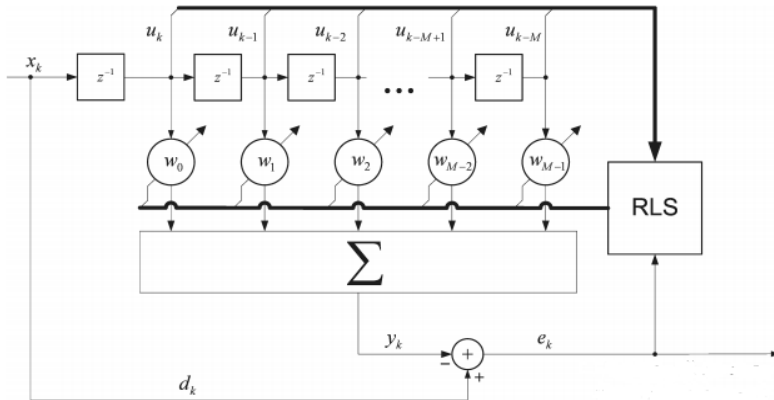 u_k u_{k-1} u_{k-2} u_{k-M+1} u_{k-M}
x_k z^{-1} z^{-1} z^{-1} ••• z^{-1}
w_0 w_1 w_2 w_{M-2} w_{M-1}
RLS
Σ
y_k − + e_k
+
d_k